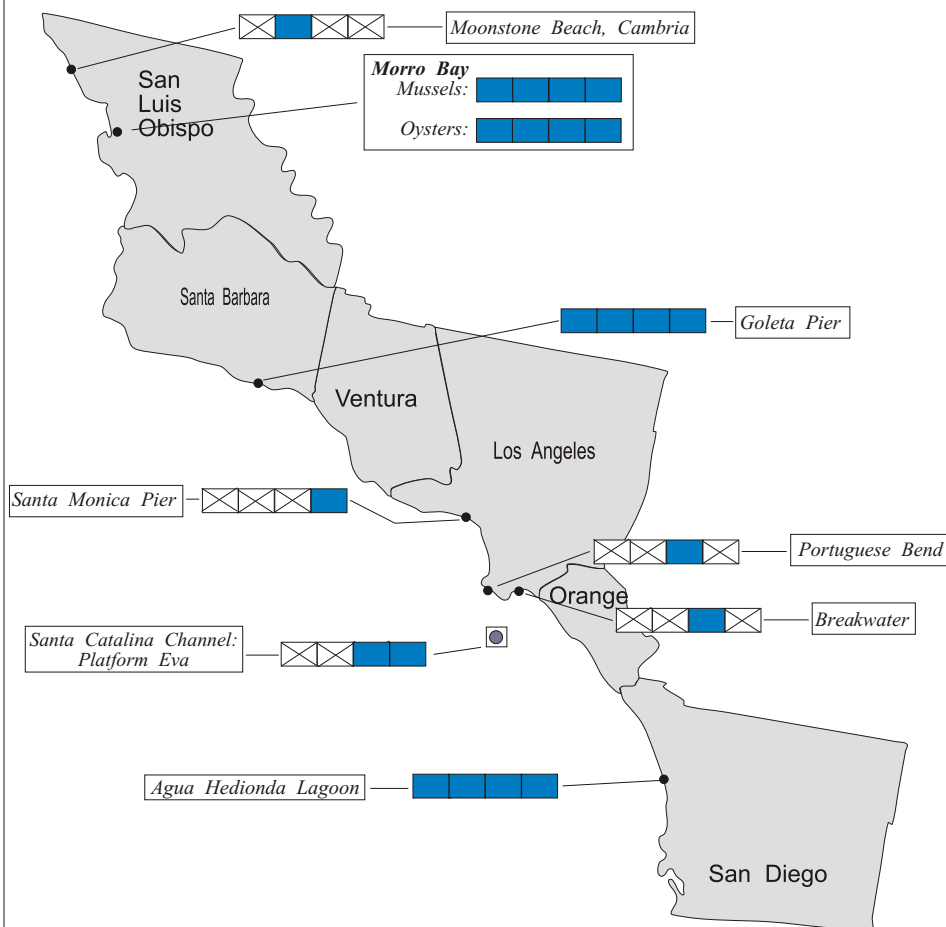 Moonstone Beach, Cambria
San
Luis
Obispo
Morro Bay
Mussels:
Oysters:
Santa Barbara
Goleta Pier
Ventura
Los Angeles
Santa Monica Pier
Portuguese Bend
Orange
Breakwater
Santa Catalina Channel:
Platform Eva
Agua Hedionda Lagoon
San Diego